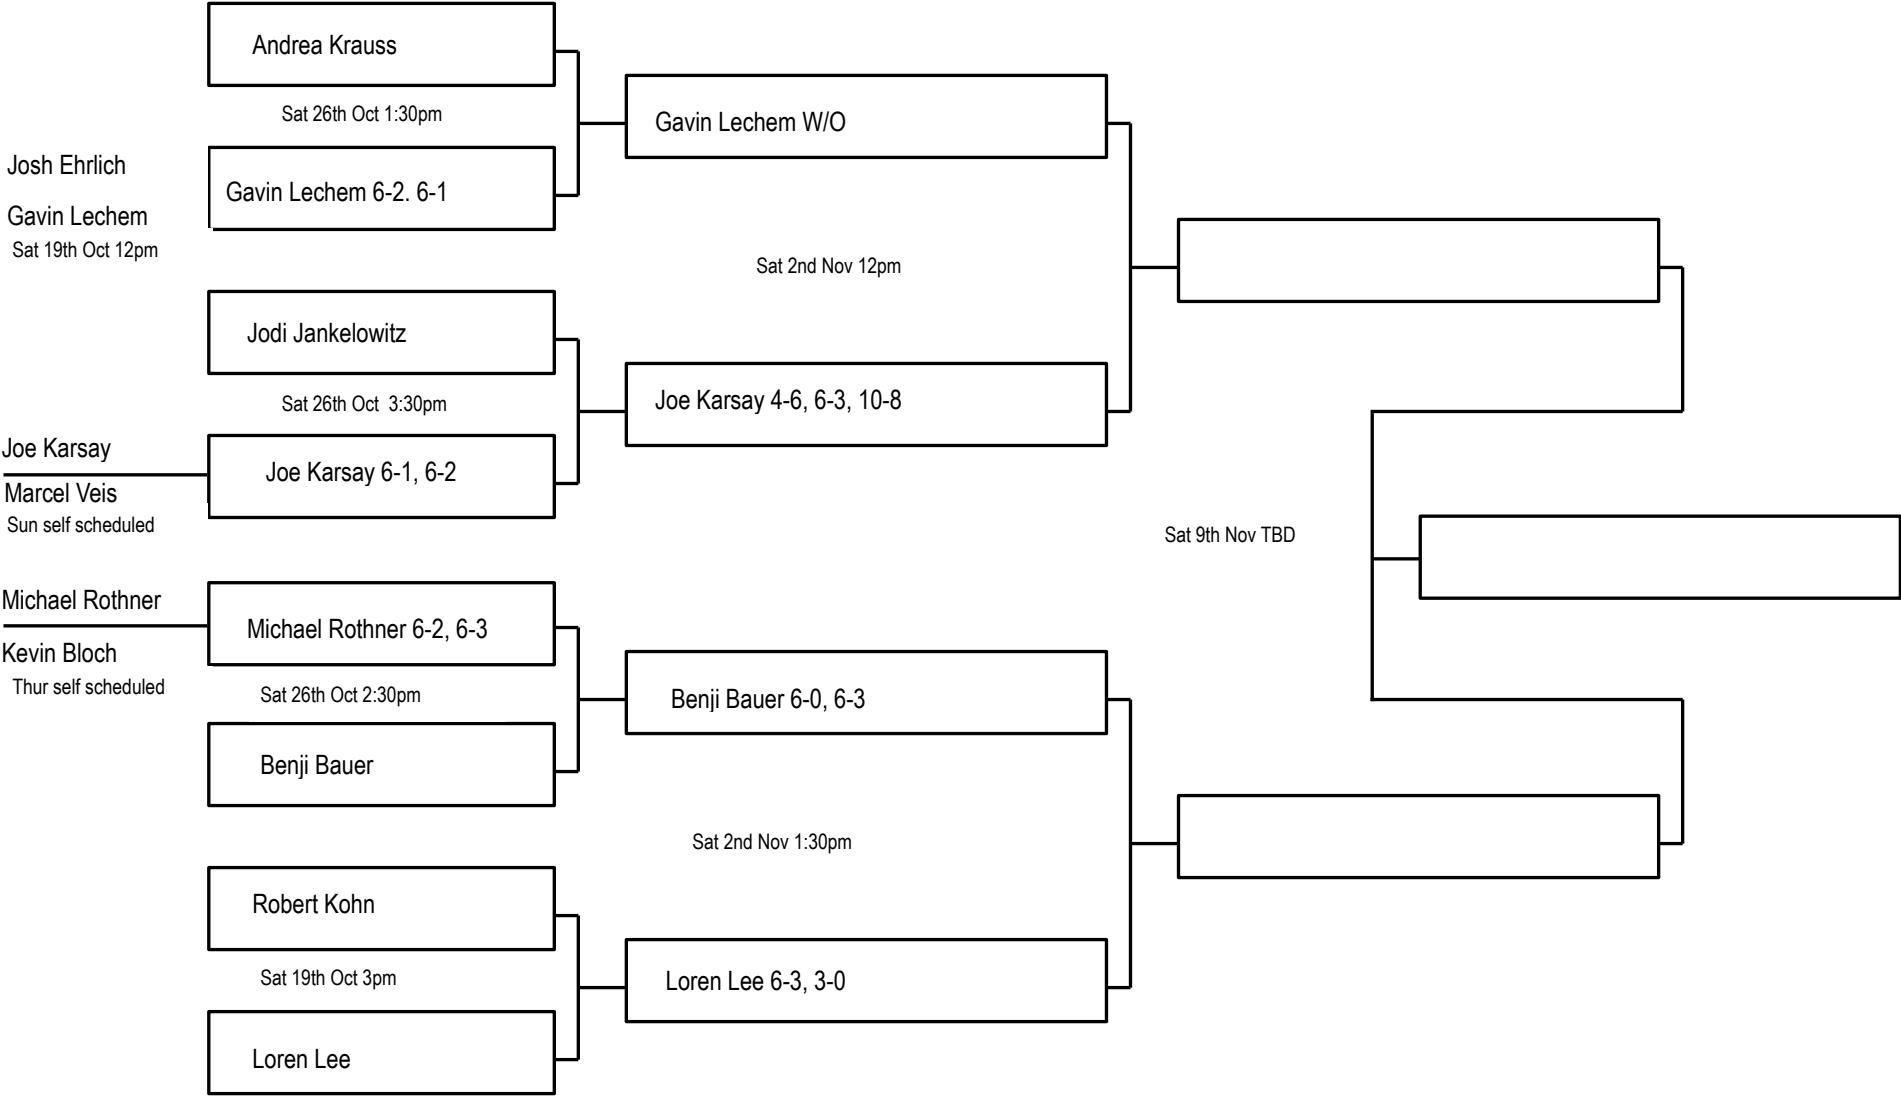 Andrea Krauss
Sat 26th Oct 1:30pm
Gavin Lechem W/O
Josh Ehrlich
Gavin Lechem 6-2. 6-1
Gavin Lechem
Sat 19th Oct 12pm
Sat 2nd Nov 12pm
Jodi Jankelowitz
Sat 26th Oct  3:30pm
Joe Karsay 4-6, 6-3, 10-8
Joe Karsay
Joe Karsay 6-1, 6-2
Marcel Veis
Sun self scheduled
Sat 9th Nov TBD
Michael Rothner
Michael Rothner 6-2, 6-3
Kevin Bloch
Thur self scheduled
Sat 26th Oct 2:30pm
Benji Bauer 6-0, 6-3
Benji Bauer
Sat 2nd Nov 1:30pm
Robert Kohn
Sat 19th Oct 3pm
Loren Lee 6-3, 3-0
Loren Lee